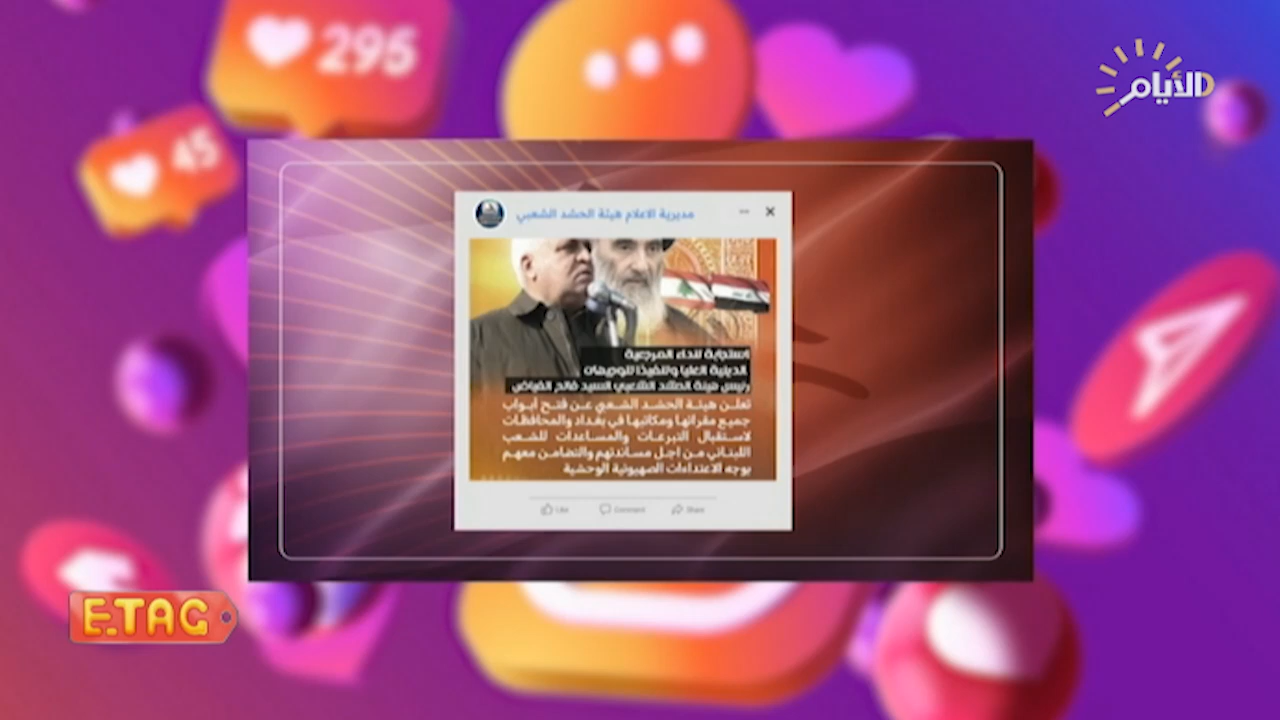 295
45
الأيام
مديرية الاعلام هيئة الحشد الشعبي
استجابة لنداء المرجعية
الدينية العليا وتنفيذا لتوجيهات
رئيس هيئة الحشد الشعبي السيد فالح الفياض
تعلن هيئة الحشد الشعبي عن فتح ابواب
جميع مقراتها ومكاتبها في بغداد والمحافظات
لاستقبال التبرعات والمساعدات للشعب
اللبناني من اجل مساندتهم والتضامن معهم
بوجه الاعتداءات الصهيونية الوحشية
Like Comment Share
E.TAG